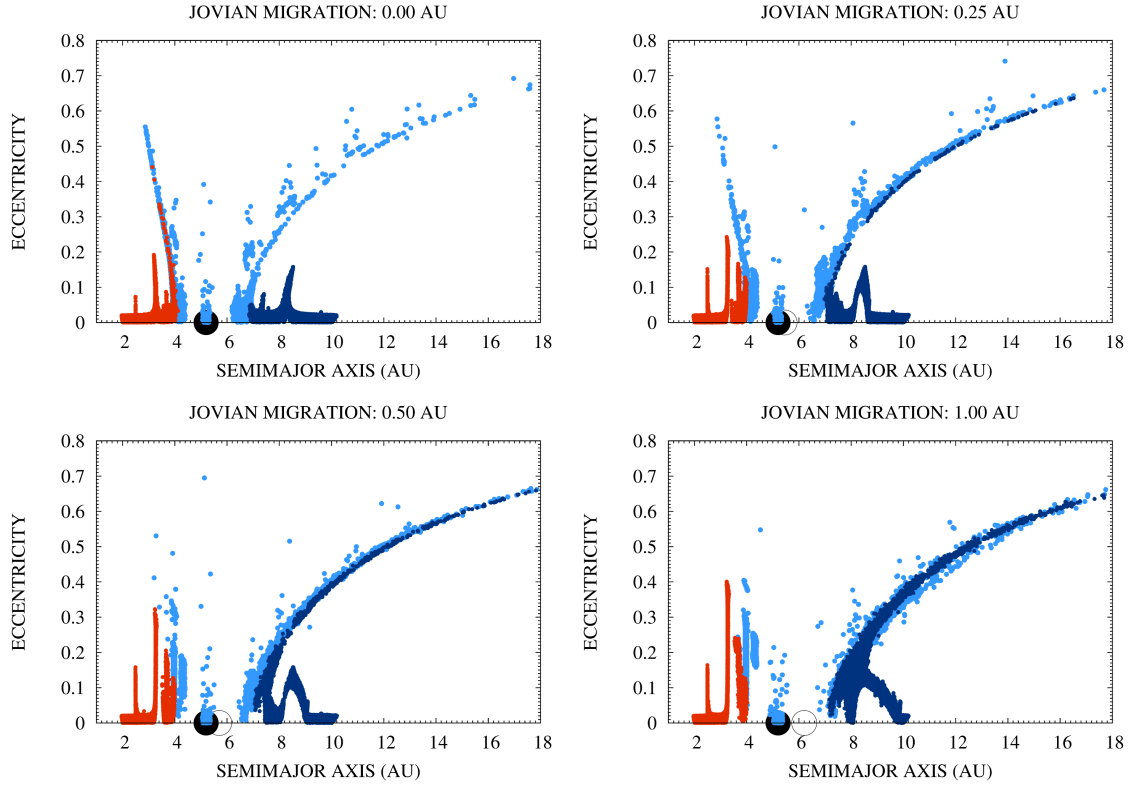 JOVIAN MIGRATION: 0.00 AU
ECCENTRICITY
0.8
0.7
0.6
0.5
0.4
0.3
0.2
0.1
0
2 4 6 8 10 12 14 16 18
SEMIMAJOR AXIS (AU)
JOVIAN MIGRATION: 0.25 AU
ECCENTRICITY
0.8
0.7
0.6
0.5
0.4
0.3
0.2
0.1
0
2 4 6 8 10 12 14 16 18
SEMIMAJOR AXIS (AU)
JOVIAN MIGRATION: 0.50 AU
ECCENTRICITY
0.8
0.7
0.6
0.5
0.4
0.3
0.2
0.1
0
2 4 6 8 10 12 14 16 18
SEMIMAJOR AXIS (AU)
JOVIAN MIGRATION: 1.00 AU
ECCENTRICITY
0.8
0.7
0.6
0.5
0.4
0.3
0.2
0.1
0
2 4 6 8 10 12 14 16 18
SEMIMAJOR AXIS (AU)